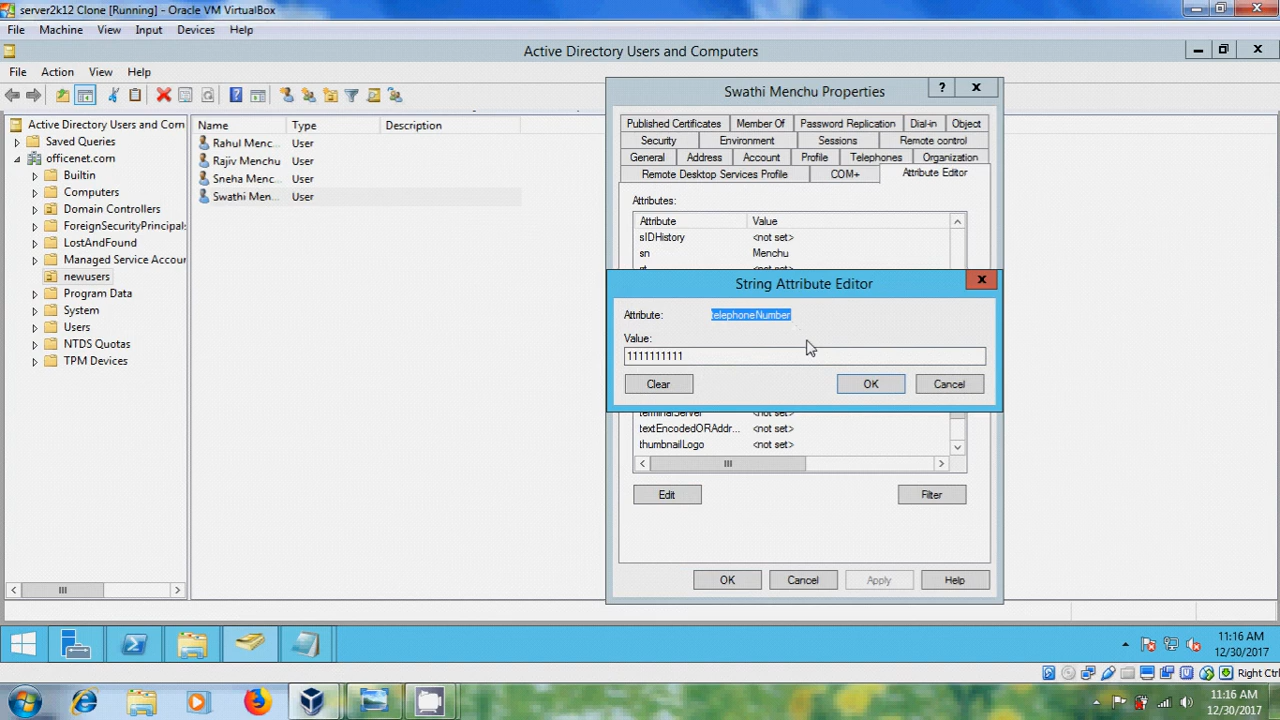 server2k12 Clone [Running] - Oracle VM VirtualBox
File Machine View Input Devices Help
Active Directory Users and Computers
File Action View Help
Active Directory Users and Com
Saved Queries
officenet.com
Builtin
Computers
Domain Controllers
ForeignSecurityPrincipals
LostAndFound
Managed Service Accour
newusers
Program Data
System
Users
NTDS Quotas
TPM Devices
Name Type Description
Rahul Menc... User
Rajiv Menchu User
Sneha Menc... User
Swathi Men... User
Swathi Menchu Properties
?
Published Certificates Member Of Password Replication Dial-in Object
Security Environment Sessions Remote control
General Address Account Profile Telephones Organization
Remote Desktop Services Profile COM+ Attribute Editor
Attributes:
Attribute Value
sIDHistory <not set>
sn Menchu
String Attribute Editor
Attribute: telephoneNumber
Value:
1111111111
Clear OK Cancel
terminalServer <not set>
textEncodedORAddr... <not set>
thumbnailLogo <not set>
Edit Filter
OK Cancel Apply Help
11:16 AM
12/30/2017
Right Ctrl
11:16 AM
12/30/2017